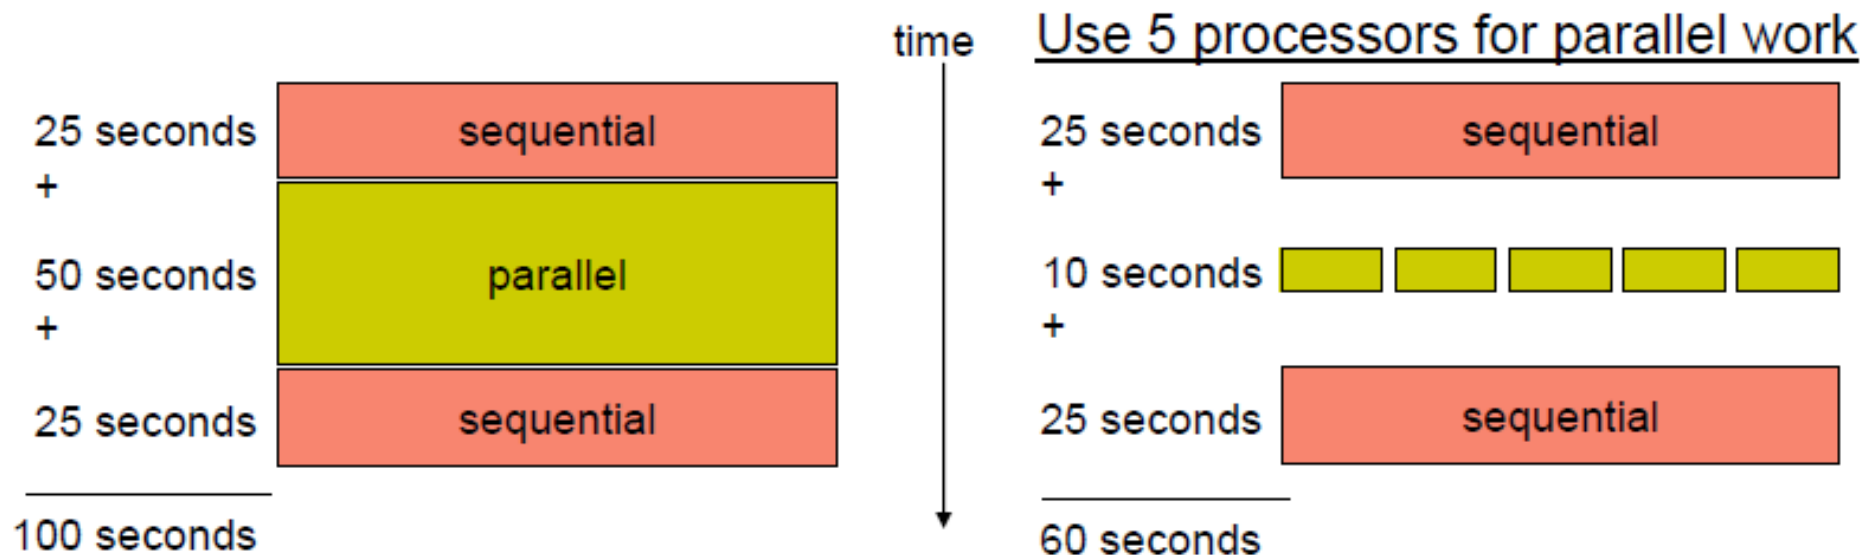 25 seconds
sequential
+
50 seconds
parallel
+
25 seconds
sequential
100 seconds
time
Use 5 processors for parallel work
25 seconds
sequential
+
10 seconds
+
25 seconds
sequential
60 seconds